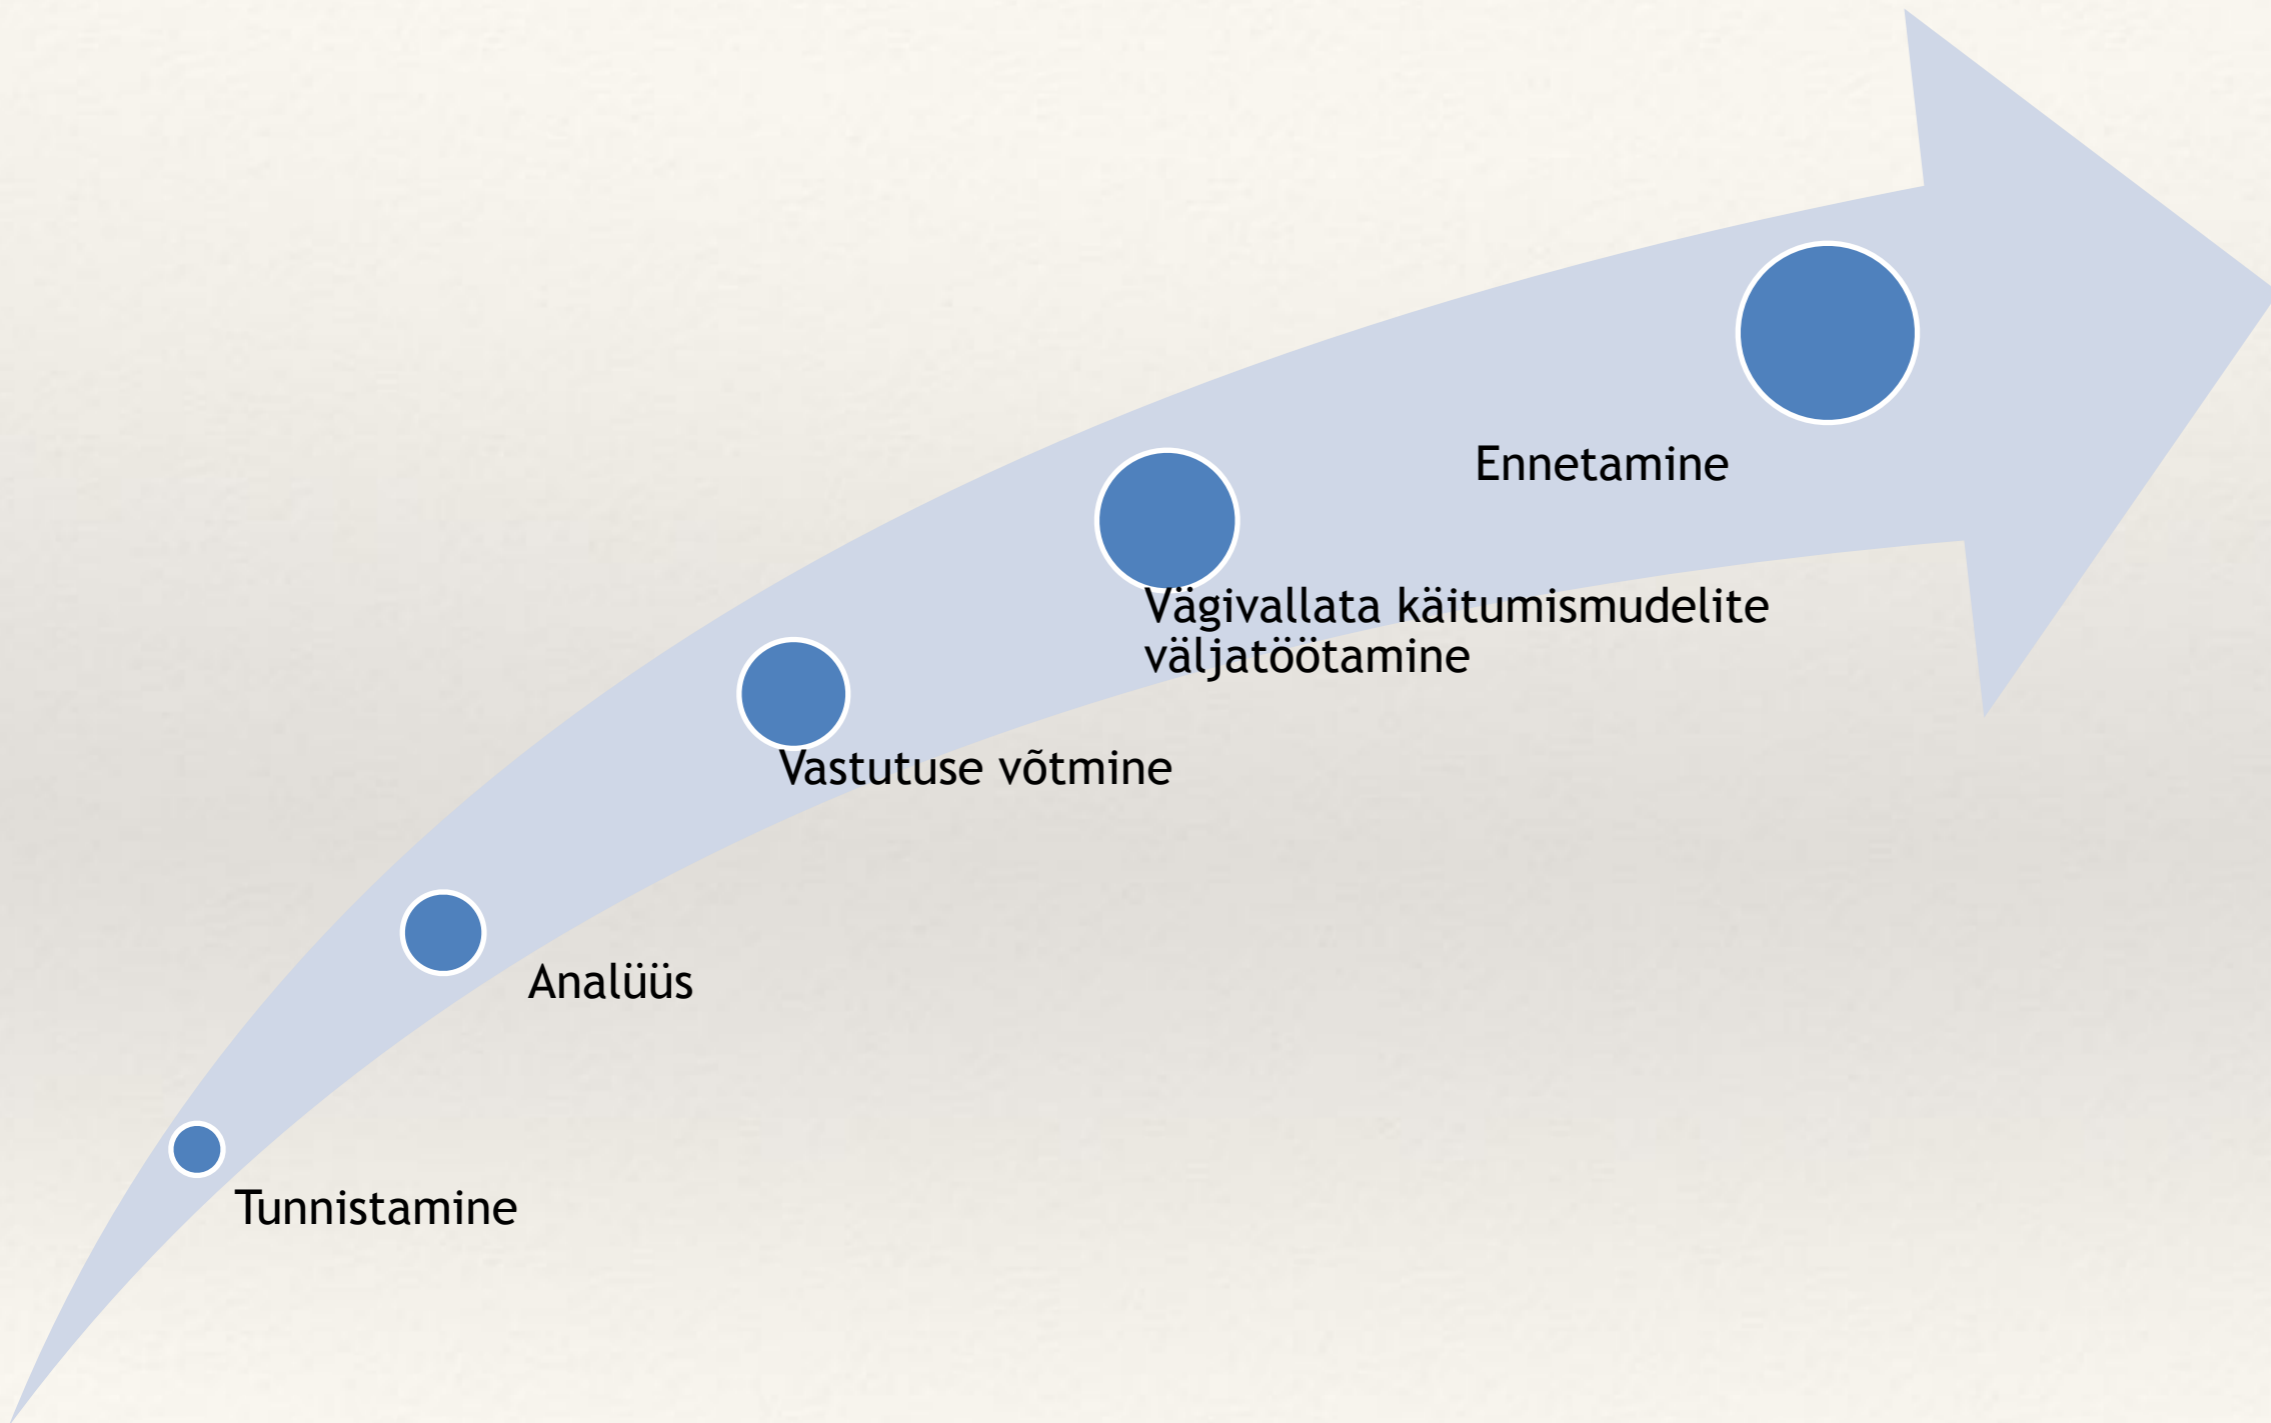 Ennetamine
Vägivallata käitumismudelite
väljatöötamine
Vastutuse võtmine
Analüüs
Tunnistamine